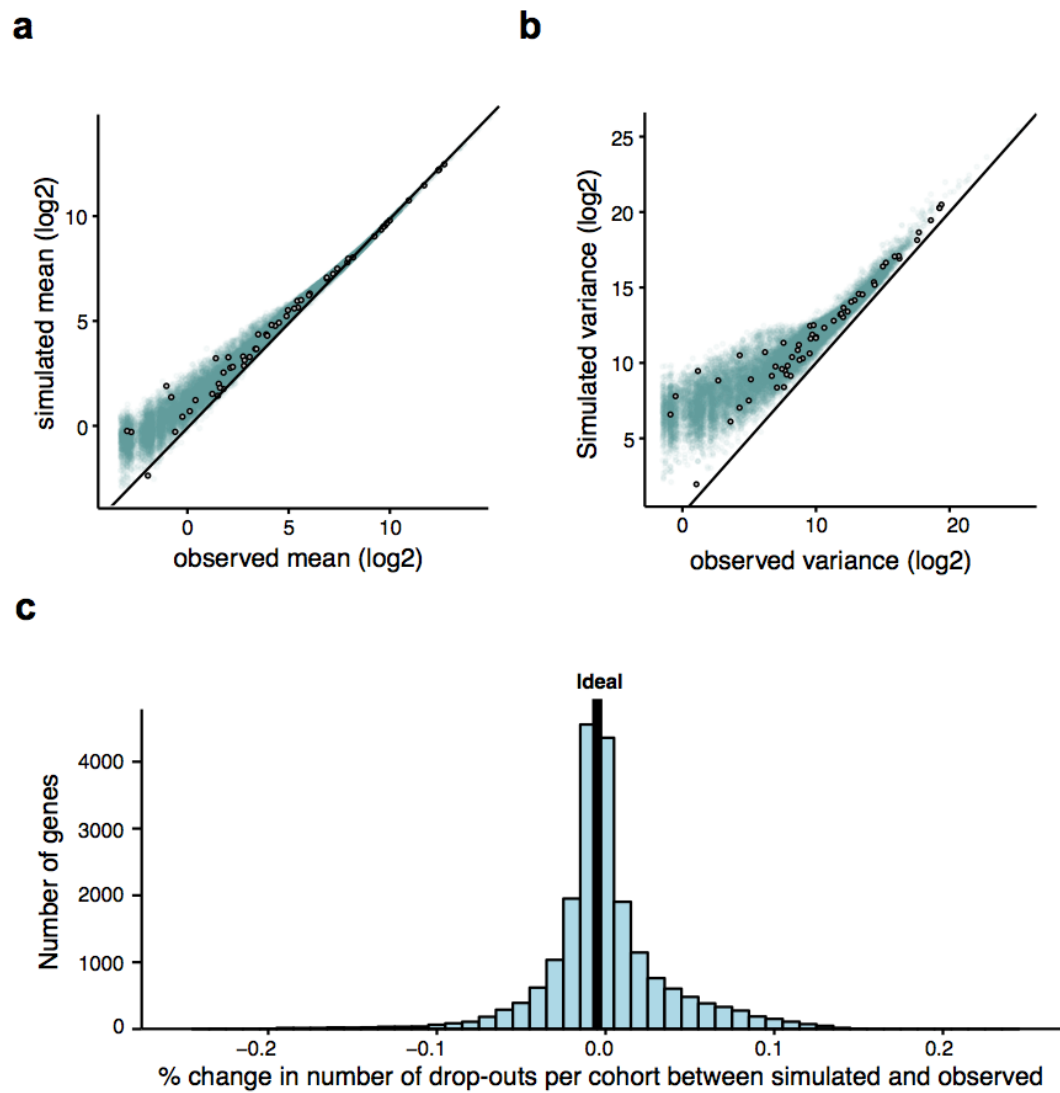 a
simulated mean (log2)
10
5
0
0 5 10
observed mean (log2)
b
Simulated variance (log2)
25
20
15
10
5
0 10 20
observed variance (log2)
c
Ideal
Number of genes
4000
3000
2000
1000
0
−0.2 −0.1 0.0 0.1 0.2
% change in number of drop-outs per cohort between simulated and observed